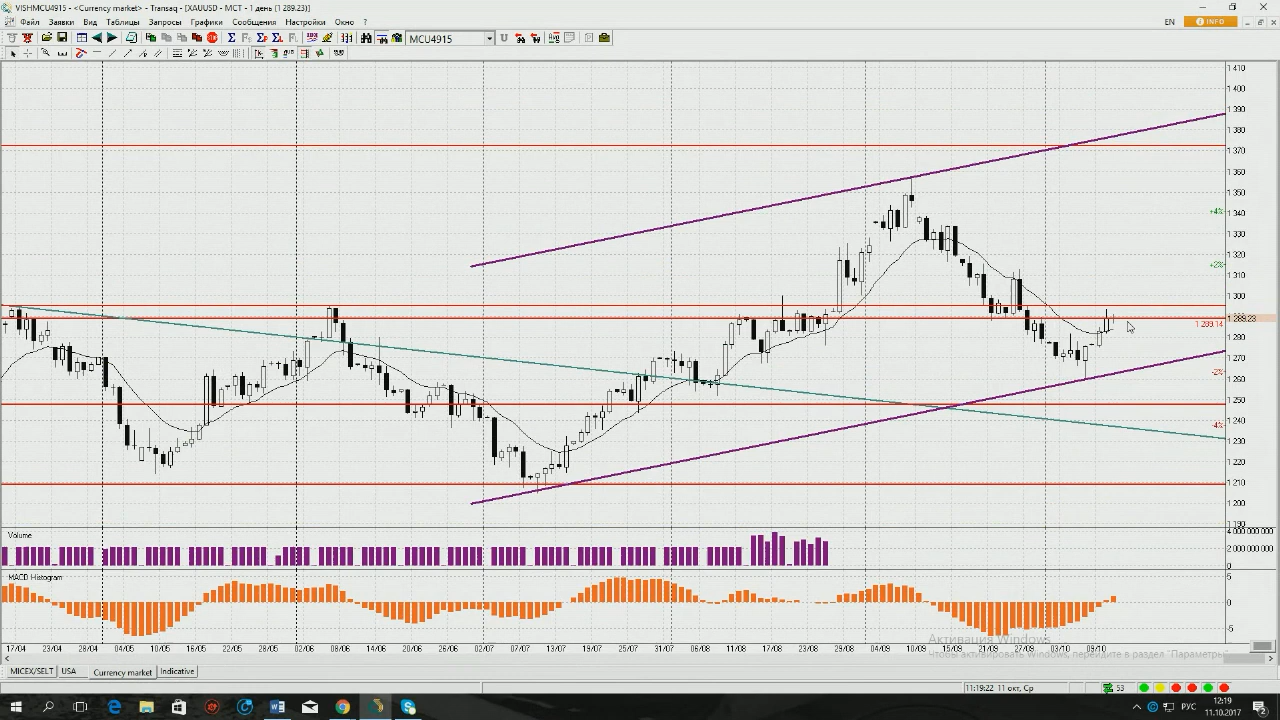 VISHMCU4915 - <Currency market> - Transaq - [XAUUSD - МСТ - 1 день (1 289.23)]
Файл Заявки Вид Таблицы Запросы Графики Сообщения Настройки Окно ?
EN INFO
MCU4915
1 410
1 400
1 390
1 380
1 370
1 360
1 350
+4%
1 340
1 330
1 320
+2%
1 310
1 300
1 289.23
1 289.14
1 280
1 270
-2%
1 260
1 250
1 240
-4%
1 230
1 220
1 210
1 200
1 190
Volume
4 000 000 000
2 000 000 000
0
MACD Histogram
5
0
-5
17/04 23/04 28/04 04/05 10/05 16/05 22/05 28/05 02/06 08/06 14/06 20/06 26/06 02/07 07/07 13/07 19/07 25/07 31/07 06/08 11/08 17/08 23/08 29/08 04/09 10/09 15/09 21/09 27/09 03/10 09/10
Активация Windows
Чтобы активировать Windows, перейдите в раздел "Параметры".
MICEX/SELT USA Currency market Indicative
11:19:22 11 окт, Ср 53
РУС 12:19
11.10.2017 2